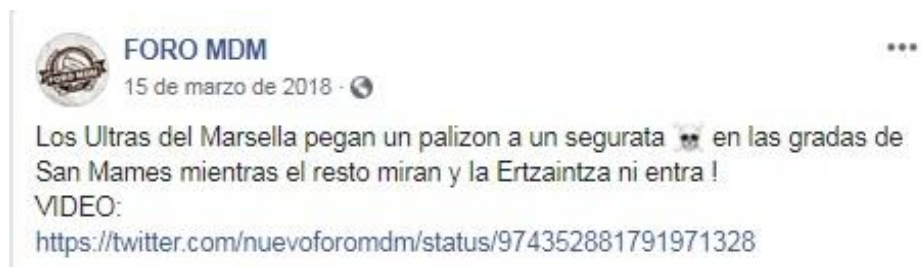 FORO MDM
15 de marzo de 2018 ·
Los Ultras del Marsella pegan un palizon a un segurata ☠ en las gradas de
San Mames mientras el resto miran y la Ertzaintza ni entra !
VIDEO:
https://twitter.com/nuevoforomdm/status/974352881791971328